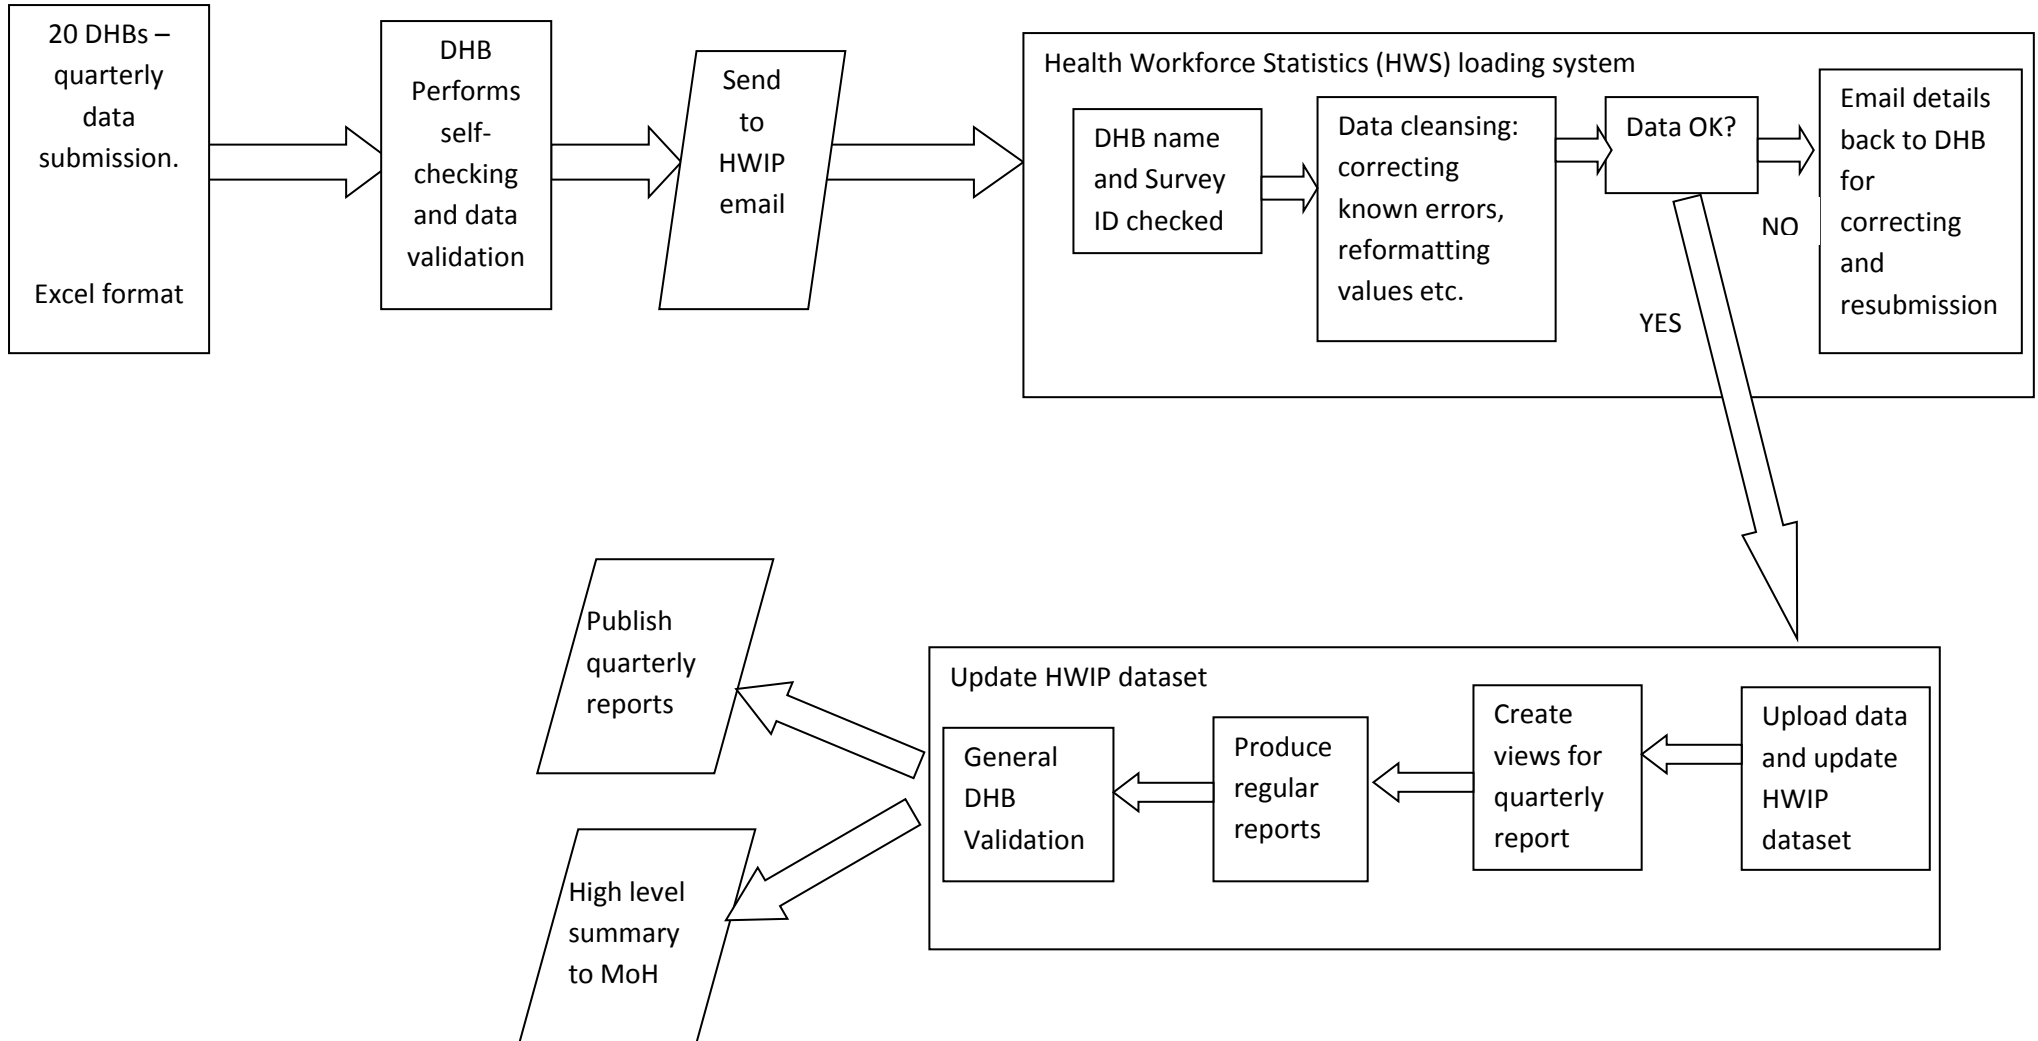 20 DHBs –
quarterly
data
submission.
Excel format
DHB
Performs
self-
checking
and data
validation
Send
to
HWIP
email
Health Workforce Statistics (HWS) loading system
DHB name
and Survey
ID checked
Data cleansing:
correcting
known errors,
reformatting
values etc.
Data OK?
NO
YES
Email details
back to DHB
for
correcting
and
resubmission
Update HWIP dataset
Upload data
and update
HWIP
dataset
Create
views for
quarterly
report
Produce
regular
reports
General
DHB
Validation
Publish
quarterly
reports
High level
summary
to MoH